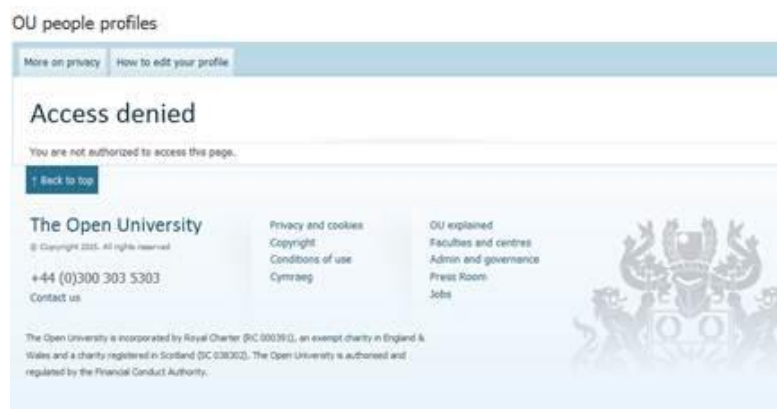 OU people profiles
More on privacy How to edit your profile
Access denied
You are not authorized to access this page.
↑ Back to top
The Open University
© Copyright 2015. All rights reserved
+44 (0)300 303 5303
Contact us
Privacy and cookies
Copyright
Conditions of use
Cymraeg
OU explained
Faculties and centres
Admin and governance
Press Room
Jobs
The Open University is incorporated by Royal Charter (RC 000391), an exempt charity in England &
Wales and a charity registered in Scotland (SC 038302). The Open University is authorised and
regulated by the Financial Conduct Authority.